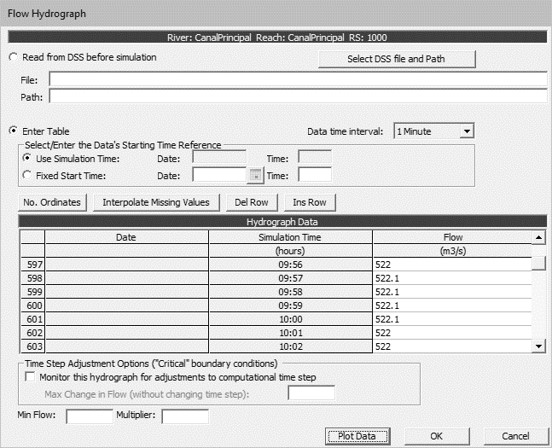 Flow Hydrograph
River: CanalPrincipal Reach: CanalPrincipal RS: 1000
Read from DSS before simulation
Select DSS file and Path
File:
Path:
Enter Table
Data time interval: 1 Minute
Select/Enter the Data's Starting Time Reference
Use Simulation Time: Date: Time:
Fixed Start Time: Date: Time:
No. Ordinates Interpolate Missing Values Del Row Ins Row
Hydrograph Data
Date Simulation Time Flow
(hours) (m3/s)
597 09:56 522
598 09:57 522.1
599 09:58 522.1
600 09:59 522.1
601 10:00 522.1
602 10:01 522
603 10:02 522
Time Step Adjustment Options ("Critical" boundary conditions)
Monitor this hydrograph for adjustments to computational time step
Max Change in Flow (without changing time step):
Min Flow: Multiplier:
Plot Data OK Cancel